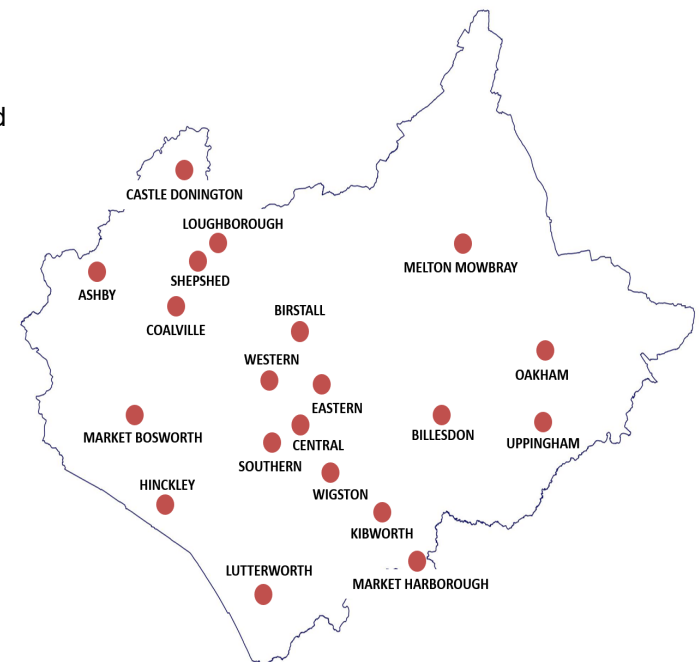 d
CASTLE DONINGTON
LOUGHBOROUGH
SHEPSHED
MELTON MOWBRAY
ASHBY
BIRSTALL
COALVILLE
WESTERN
OAKHAM
EASTERN
MARKET BOSWORTH
CENTRAL
BILLESDON
UPPINGHAM
SOUTHERN
HINCKLEY
WIGSTON
KIBWORTH
LUTTERWORTH
MARKET HARBOROUGH